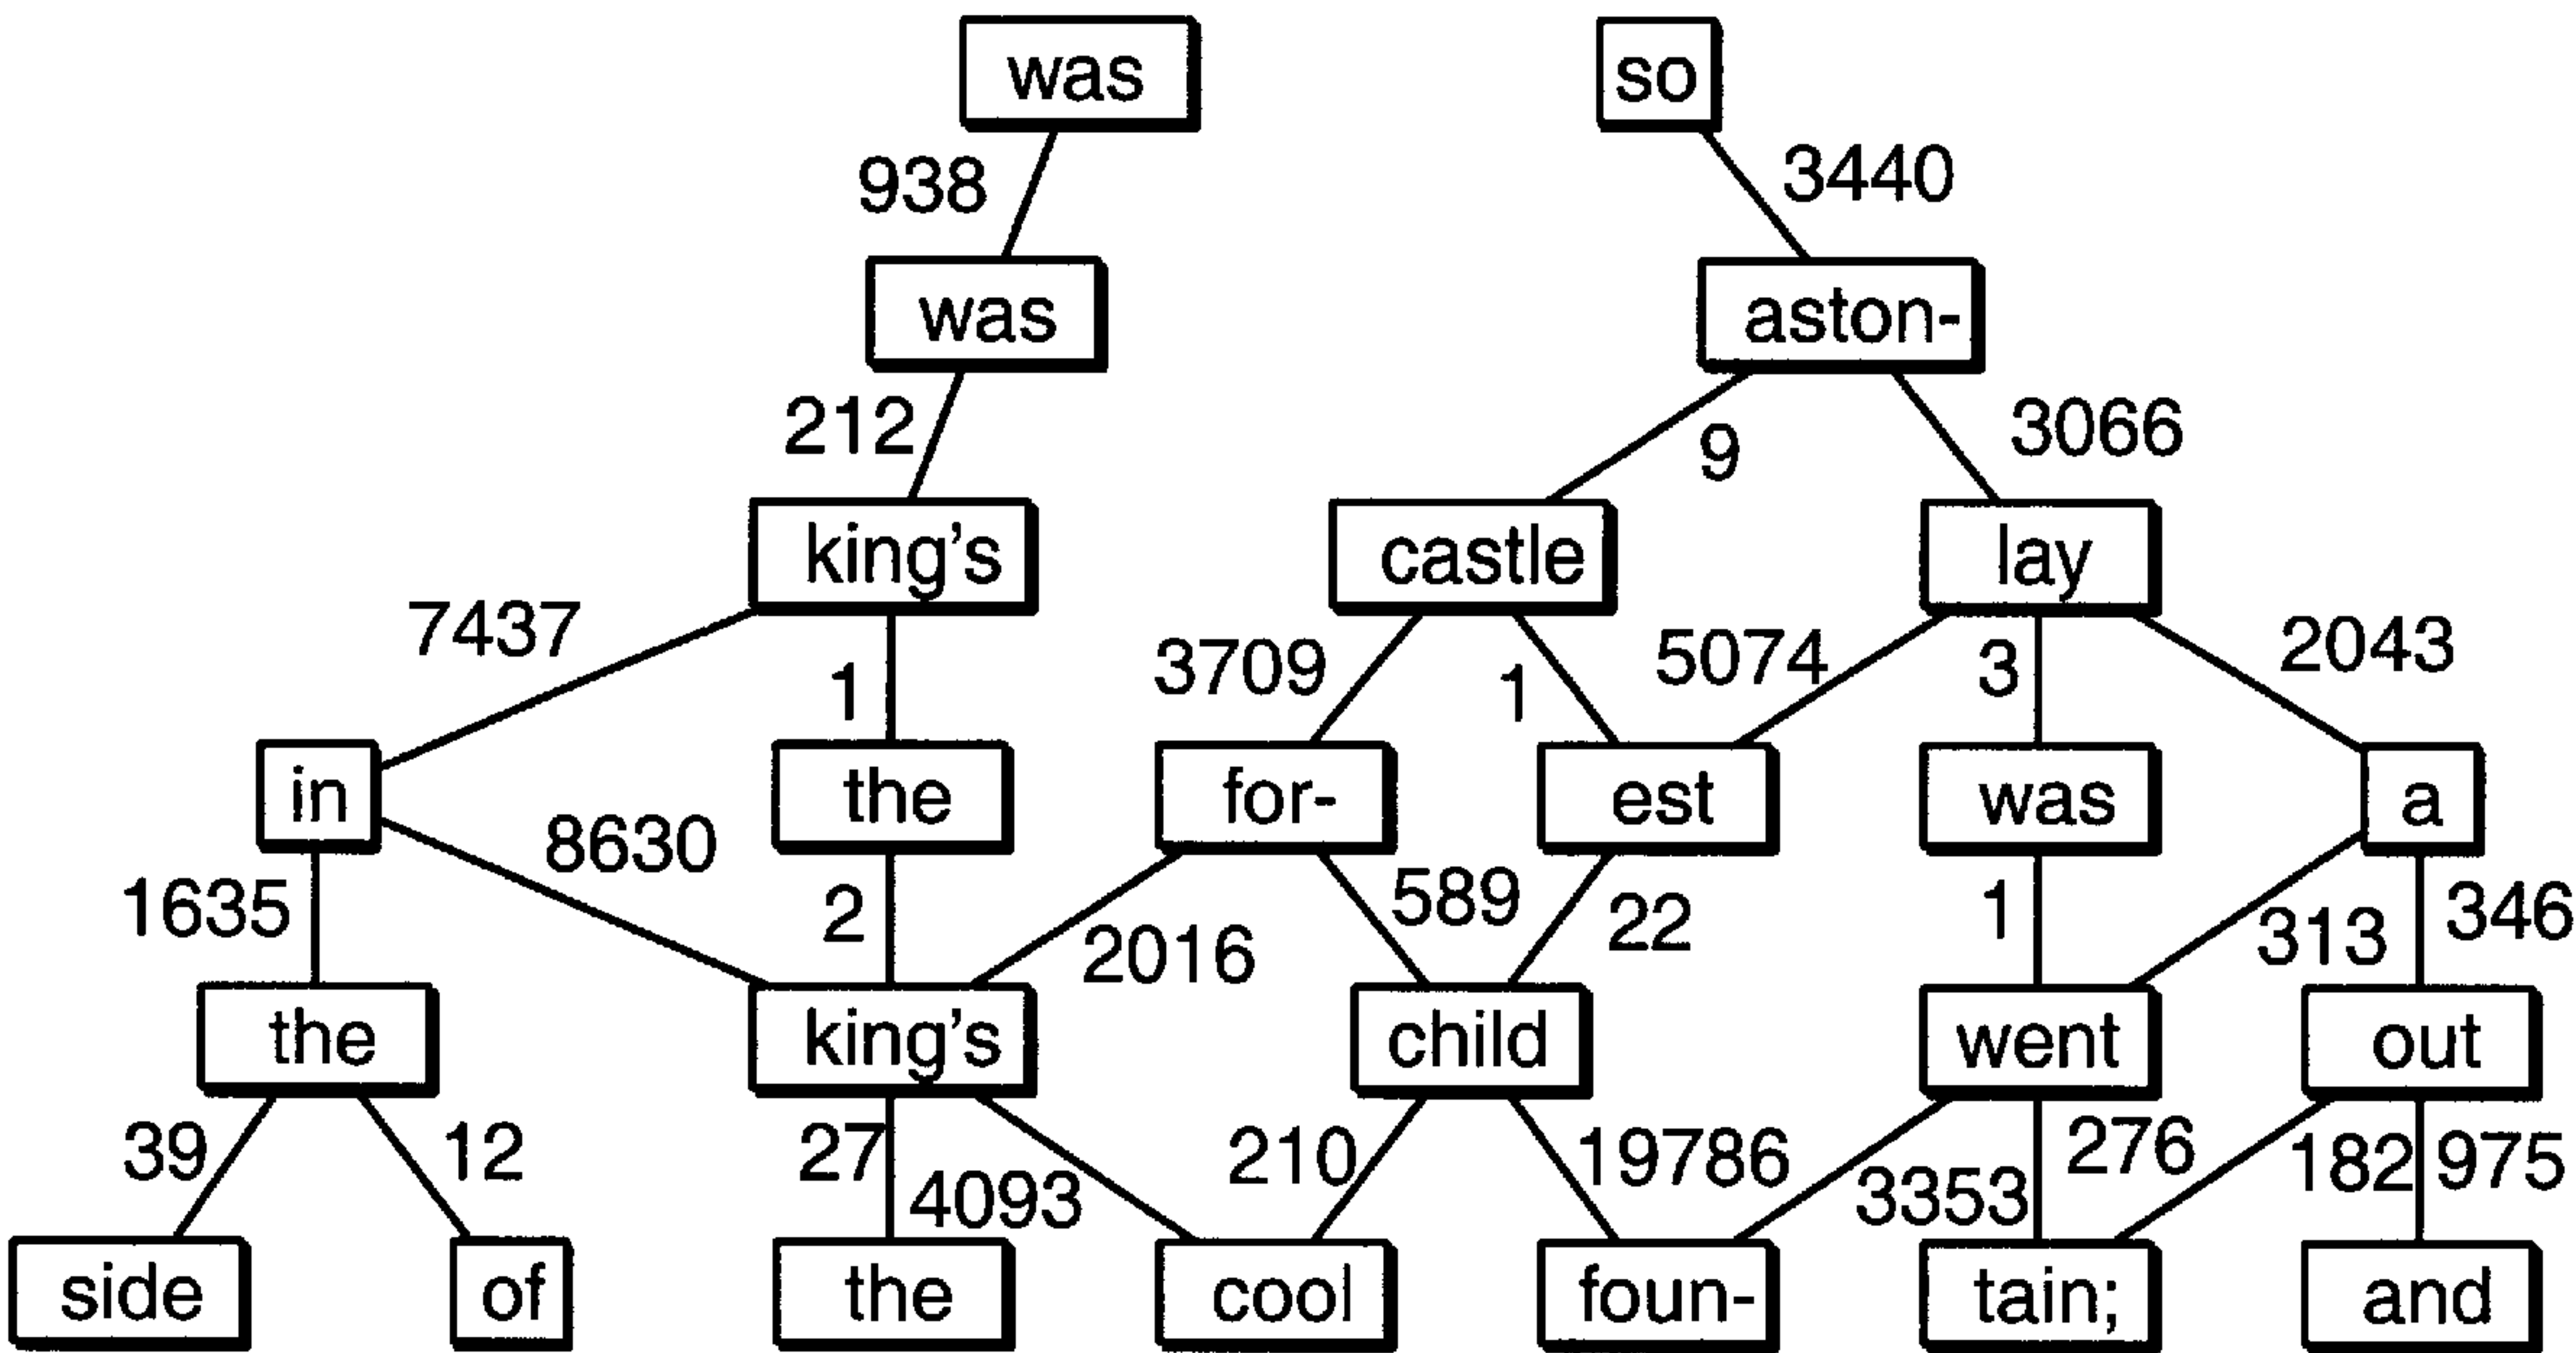 was so
938 3440
was aston-
212 9 3066
king's castle lay
7437 1 3709 1 5074 3 2043
in the for- est was a
1635 8630 2 2016 589 22 1 313 346
the king's child went out
39 12 27 4093 210 19786 3353 276 182 975
side of the cool foun- tain; and